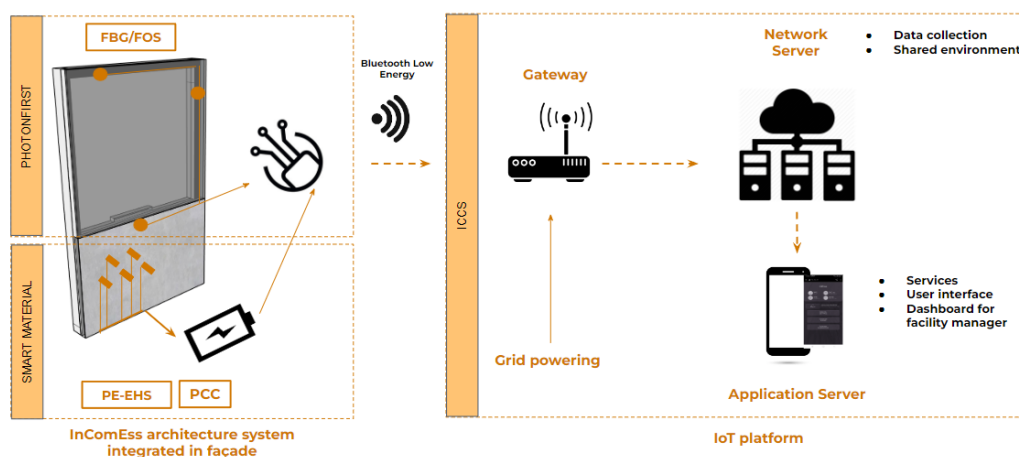 FBG/FOS
PHOTONFIRST
SMART MATERIAL
PE-EHS
PCC
InComEss architecture system
integrated in façade
Bluetooth Low
Energy
ICCS
Gateway
Grid powering
Network
Server
● Data collection
● Shared environment
● Services
● User interface
● Dashboard for
facility manager
Application Server
IoT platform